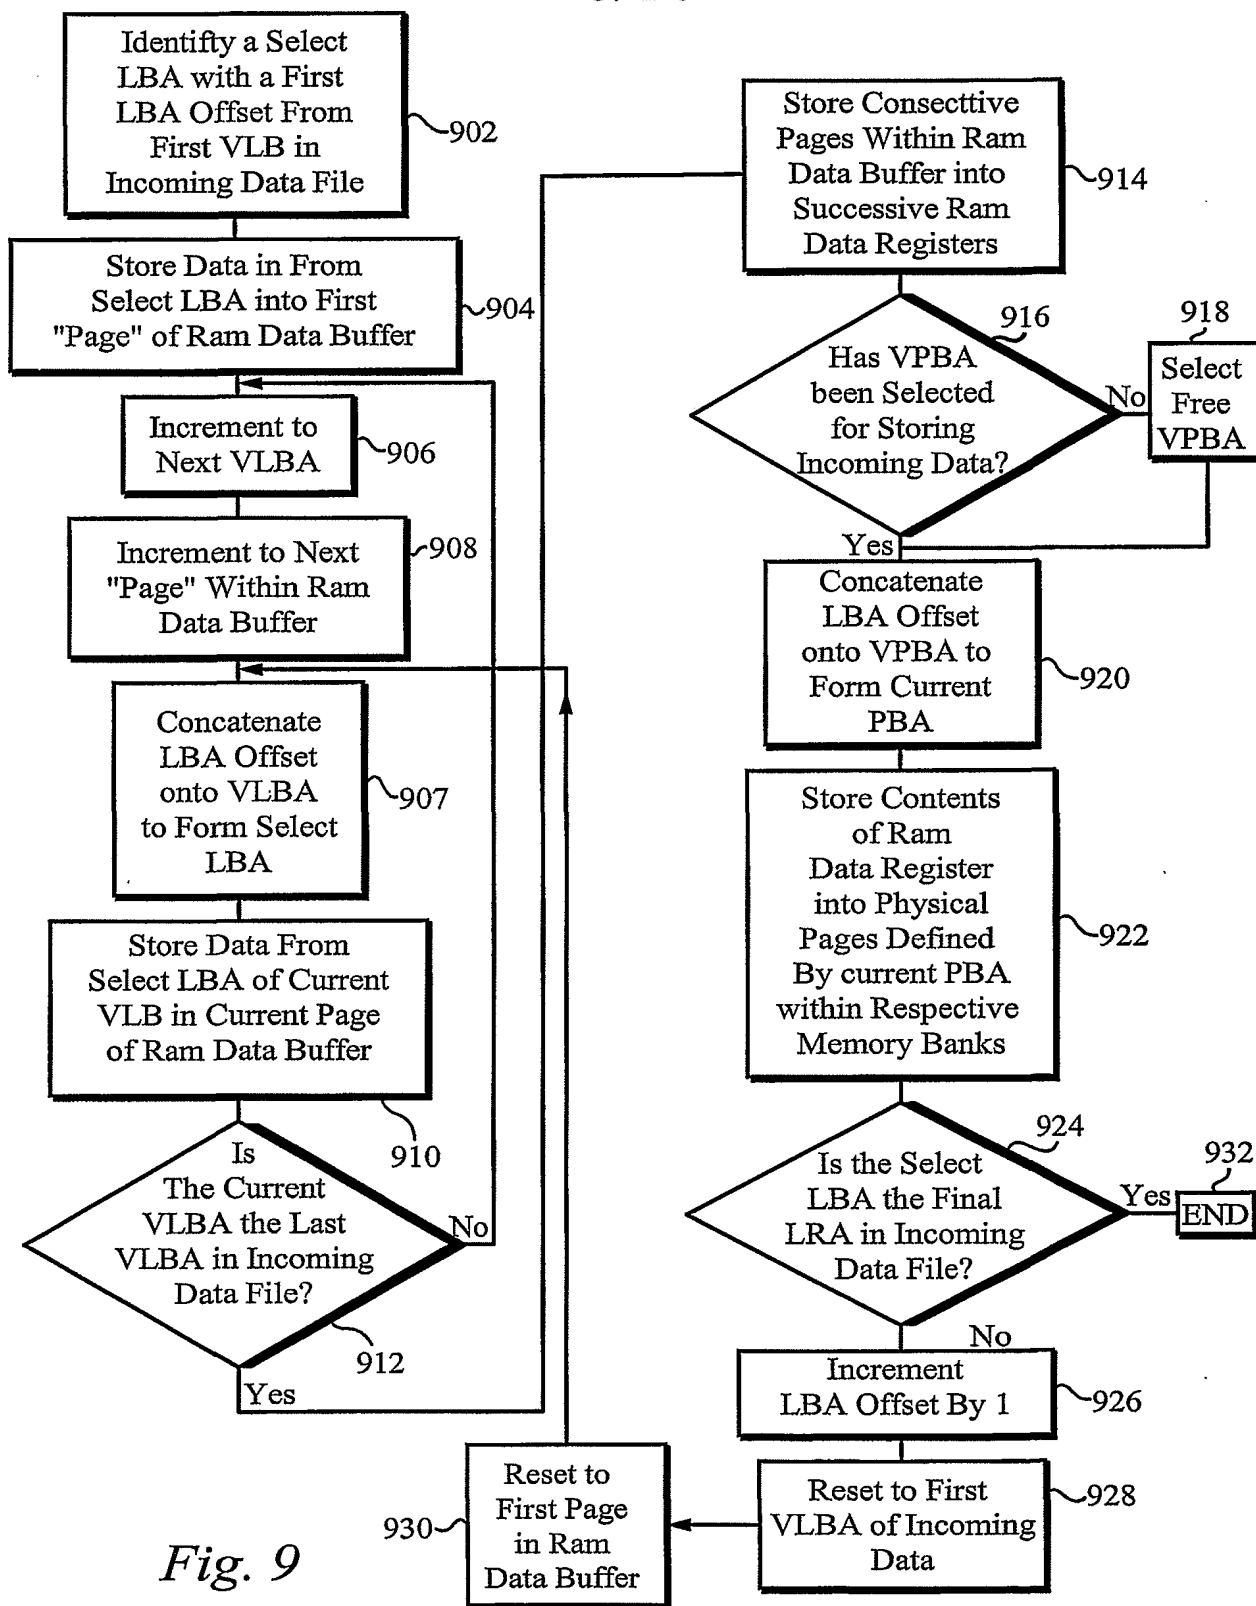 Identifty a Select
LBA with a First
LBA Offset From
First VLB in
Incoming Data File
902
Store Data in From
Select LBA into First
"Page" of Ram Data Buffer
904
Increment to
Next VLBA
906
Increment to Next
"Page" Within Ram
Data Buffer
908
Concatenate
LBA Offset
onto VLBA
to Form Select
LBA
907
Store Data From
Select LBA of Current
VLB in Current Page
of Ram Data Buffer
910
Is
The Current
VLBA the Last
VLBA in Incoming
Data File?
No
912
Yes
Store Consecttive
Pages Within Ram
Data Buffer into
Successive Ram
Data Registers
914
Has VPBA
been Selected
for Storing
Incoming Data?
916
No
918
Select
Free
VPBA
Yes
Concatenate
LBA Offset
onto VPBA to
Form Current
PBA
920
Store Contents
of Ram
Data Register
into Physical
Pages Defined
By current PBA
within Respective
Memory Banks
922
Is the Select
LBA the Final
LRA in Incoming
Data File?
924
Yes
932
END
No
Increment
LBA Offset By 1
926
Reset to First
VLBA of Incoming
Data
928
Reset to
First Page
in Ram
Data Buffer
930
Fig. 9